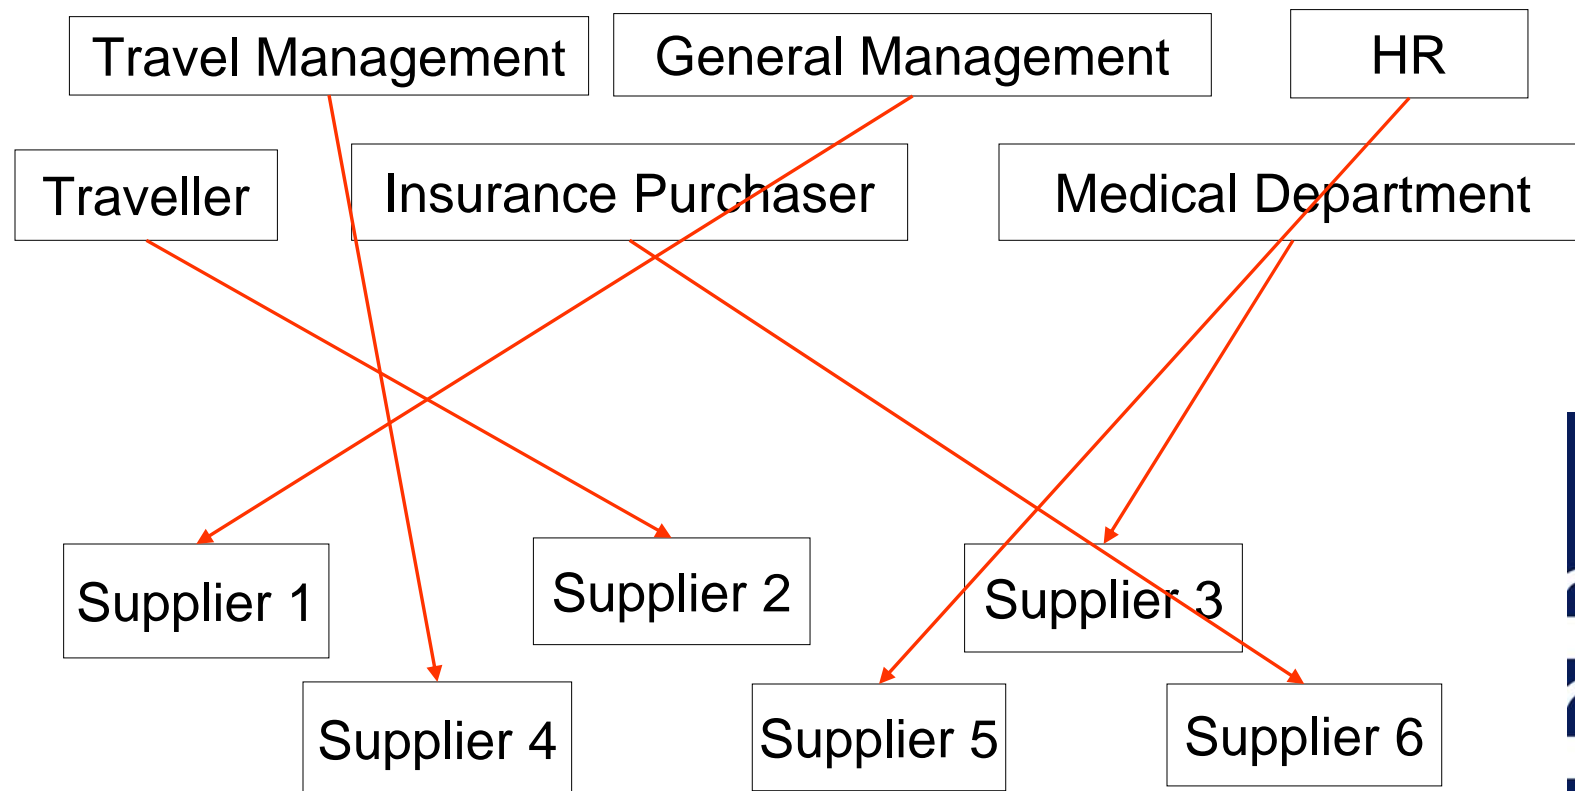 Travel Management
General Management
HR
Traveller
Insurance Purchaser
Medical Department
Supplier 1
Supplier 2
Supplier 3
Supplier 4
Supplier 5
Supplier 6